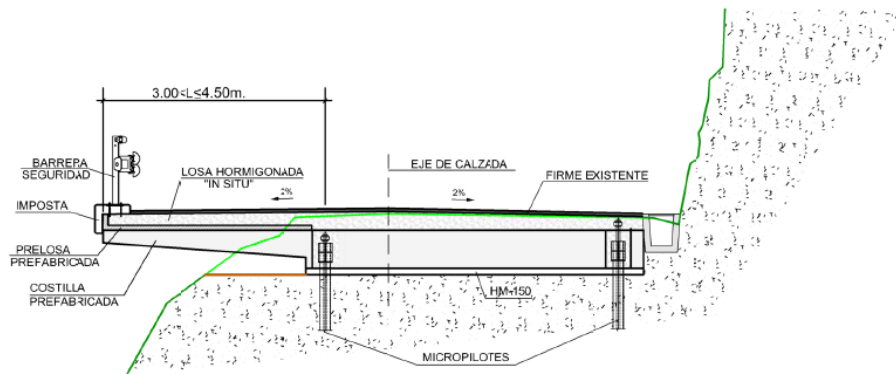 3.00<L≤4.50m.
BARRERA
SEGURIDAD
LOSA HORMIGONADA
"IN SITU"
EJE DE CALZADA
FIRME EXISTENTE
2%
2%
IMPOSTA
PRELOSA
PREFABRICADA
COSTILLA
PREFABRICADA
HM-150
MICROPILOTES